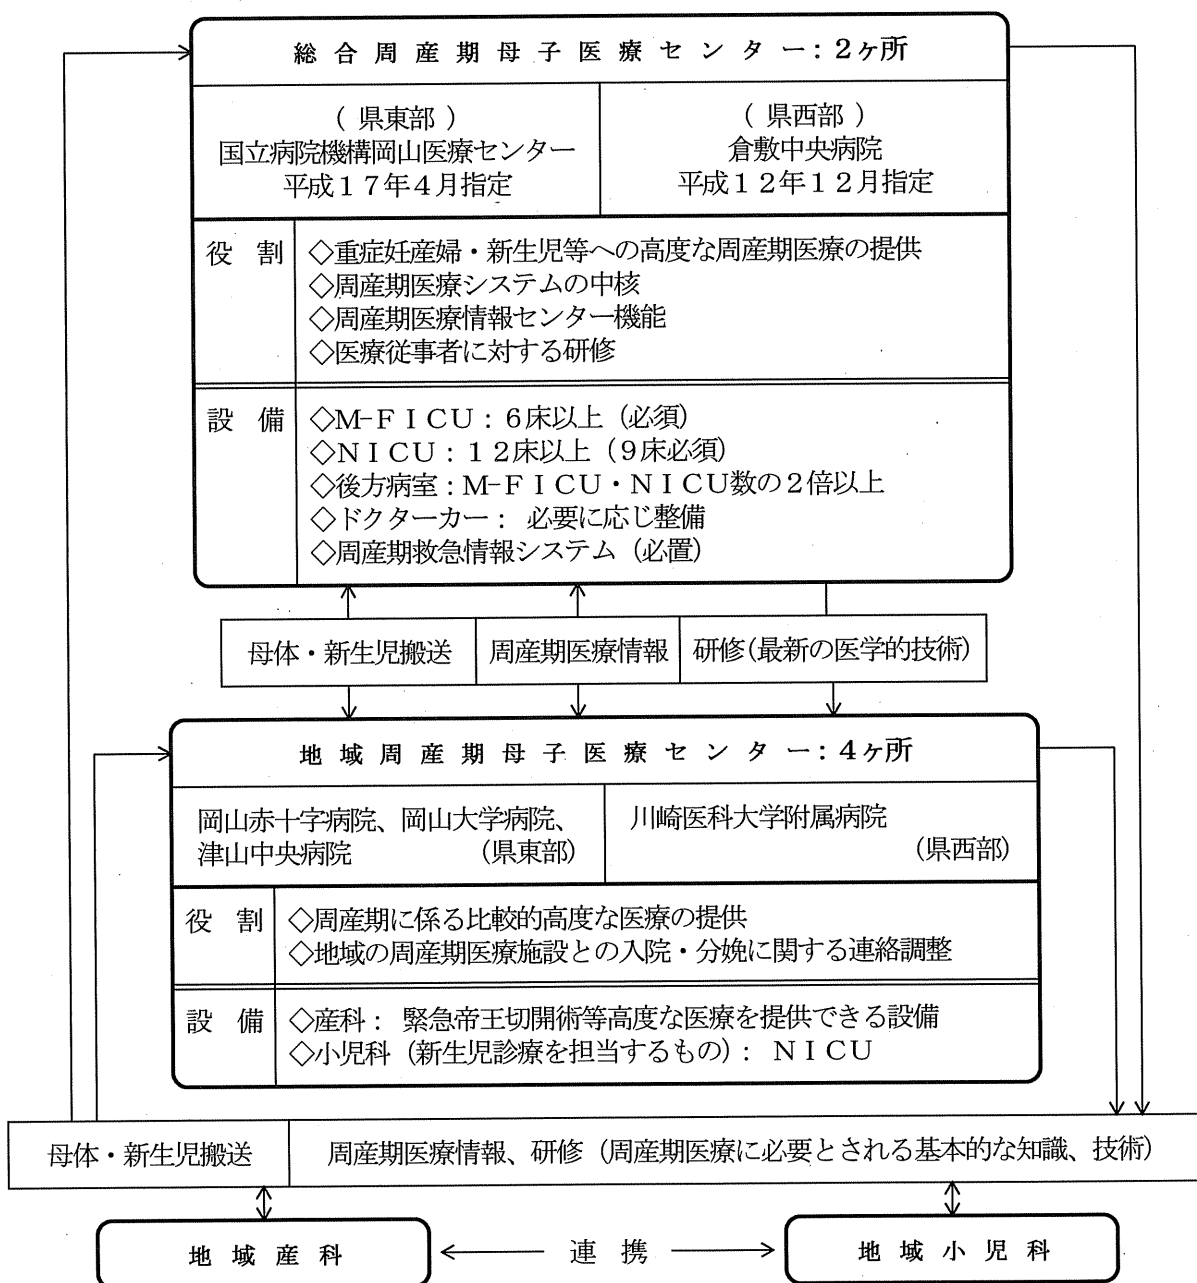 総合周産期母子医療センター：２ヶ所
（県東部）
国立病院機構岡山医療センター
平成１７年４月指定
（県西部）
倉敷中央病院
平成１２年１２月指定
役割
◇重症妊産婦・新生児等への高度な周産期医療の提供
◇周産期医療システムの中核
◇周産期医療情報センター機能
◇医療従事者に対する研修
設備
◇M-ＦＩＣＵ：６床以上（必須）
◇ＮＩＣＵ：１２床以上（９床必須）
◇後方病室：M-ＦＩＣＵ・ＮＩＣＵ数の２倍以上
◇ドクターカー： 必要に応じ整備
◇周産期救急情報システム（必置）
母体・新生児搬送
周産期医療情報
研修（最新の医学的技術）
地域周産期母子医療センター：４ヶ所
岡山赤十字病院、岡山大学病院、
津山中央病院 （県東部）
川崎医科大学附属病院
（県西部）
役割
◇周産期に係る比較的高度な医療の提供
◇地域の周産期医療施設との入院・分娩に関する連絡調整
設備
◇産科： 緊急帝王切開術等高度な医療を提供できる設備
◇小児科（新生児診療を担当するもの）： ＮＩＣＵ
母体・新生児搬送
周産期医療情報、研修（周産期医療に必要とされる基本的な知識、技術）
地域産科
連携
地域小児科